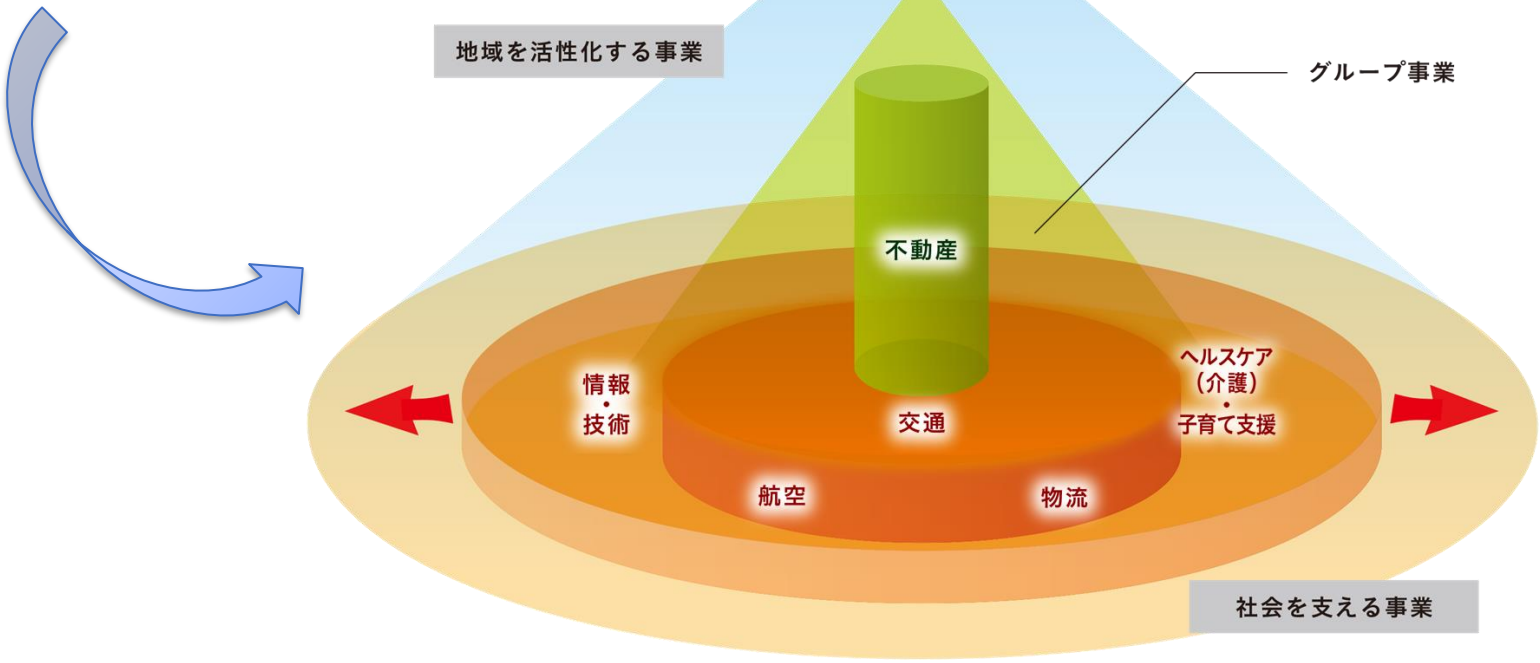 地域を活性化する事業
グループ事業
不動産
情報
・
技術
交通
ヘルスケア
(介護)
・
子育て支援
航空
物流
社会を支える事業